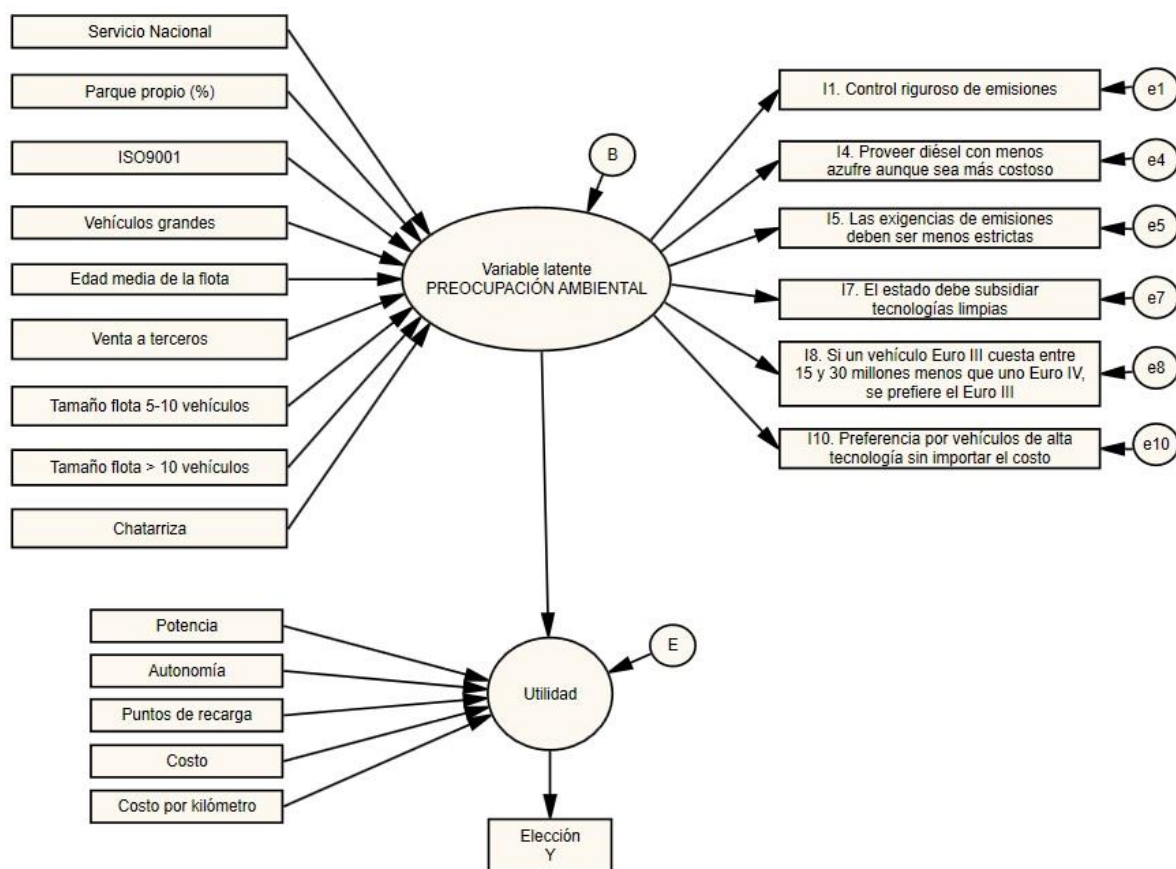 Servicio Nacional
Parque propio (%)
ISO9001
Vehículos grandes
Edad media de la flota
Venta a terceros
Tamaño flota 5-10 vehículos
Tamaño flota > 10 vehículos
Chatarriza
B
Variable latente
PREOCUPACIÓN AMBIENTAL
I1. Control riguroso de emisiones
e1
I4. Proveer diésel con menos
azufre aunque sea más costoso
e4
I5. Las exigencias de emisiones
deben ser menos estrictas
e5
I7. El estado debe subsidiar
tecnologías limpias
e7
I8. Si un vehículo Euro III cuesta entre
15 y 30 millones menos que uno Euro IV,
se prefiere el Euro III
e8
I10. Preferencia por vehículos de alta
tecnología sin importar el costo
e10
Potencia
Autonomía
Puntos de recarga
Costo
Costo por kilómetro
E
Utilidad
Elección
Y